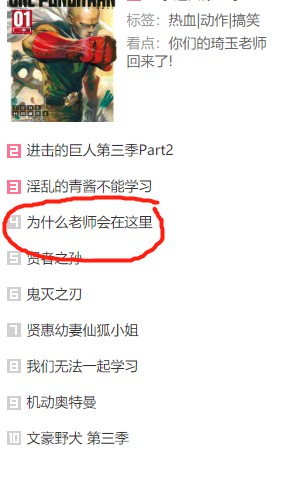 ONE PUNCHMAN
01
标签：热血|动作|搞笑
看点：你们的琦玉老师
回来了!
2 进击的巨人第三季Part2
3 淫乱的青酱不能学习
4 为什么老师会在这里
5 贤者之孙
6 鬼灭之刃
7 贤惠幼妻仙狐小姐
8 我们无法一起学习
9 机动奥特曼
10 文豪野犬 第三季